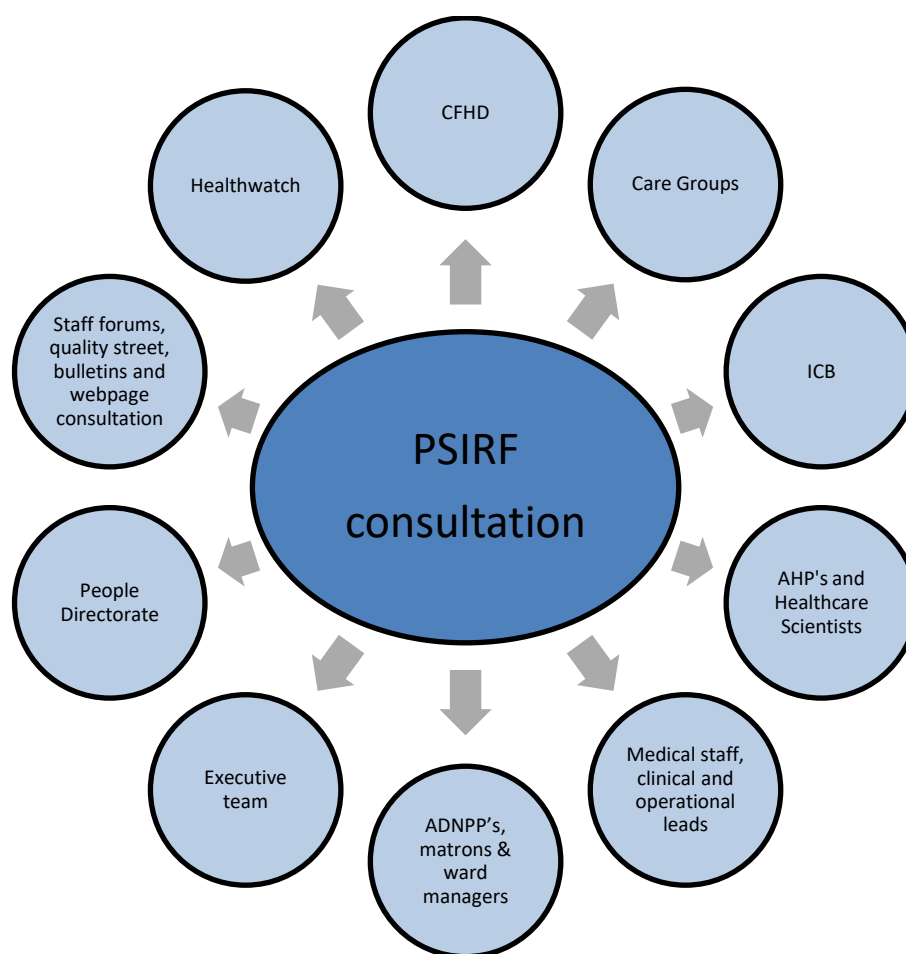 CFHD
Healthwatch
Care Groups
Staff forums,
quality street,
bulletins and
webpage
consultation
ICB
PSIRF
consultation
People
Directorate
AHP's and
Healthcare
Scientists
Executive
team
Medical staff,
clinical and
operational
leads
ADNPP’s,
matrons &
ward
managers